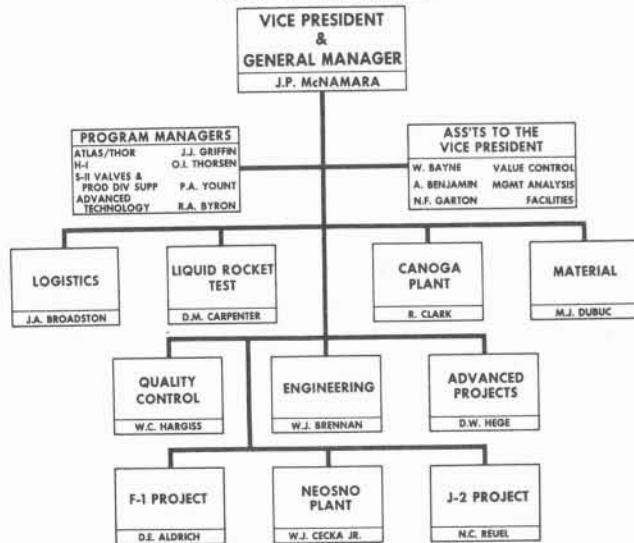 VICE PRESIDENT
&
GENERAL MANAGER
J.P. McNAMARA
PROGRAM MANAGERS
ATLAS/THOR J.J. GRIFFIN
H-I O.I. THORSEN
S-II VALVES &
PROD DIV SUPP P.A. YOUNT
ADVANCED
TECHNOLOGY R.A. BYRON
ASS'TS TO THE
VICE PRESIDENT
W. BAYNE VALUE CONTROL
A. BENJAMIN MGMT ANALYSIS
N.F. GARTON FACILITIES
LOGISTICS
J.A. BROADSTON
LIQUID ROCKET
TEST
D.M. CARPENTER
CANOGA
PLANT
R. CLARK
MATERIAL
M.J. DUBUC
QUALITY
CONTROL
W.C. HARGISS
ENGINEERING
W.J. BRENNAN
ADVANCED
PROJECTS
D.W. HEGE
F-1 PROJECT
D.E. ALDRICH
NEOSNO
PLANT
W.J. CECKA JR.
J-2 PROJECT
N.C. REUEL